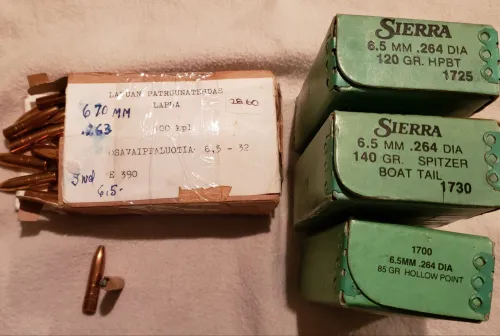 LAPUAN PATRUUNATEHDAS
LAPUA
28.60
6.70 MM
.263
100 kpl
OSAVAIPPALUOTIA 6,5 - 32
E 390
6,5-
SIERRA
6.5 MM .264 DIA
120 GR. HPBT
1725
SIERRA
6.5 MM .264 DIA
140 GR. SPITZER
BOAT TAIL
1730
1700
6.5MM .264 DIA
85 GR HOLLOW POINT